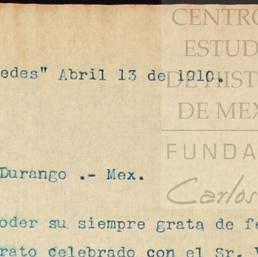 CENTRO
ESTUD
edes" Abril 13 de 1910.
DE HIST
DE MEX
FUNDA
Carlos
Durango .- Mex.
oder su siempre grata de fe
rato celebrado con el Sr. V